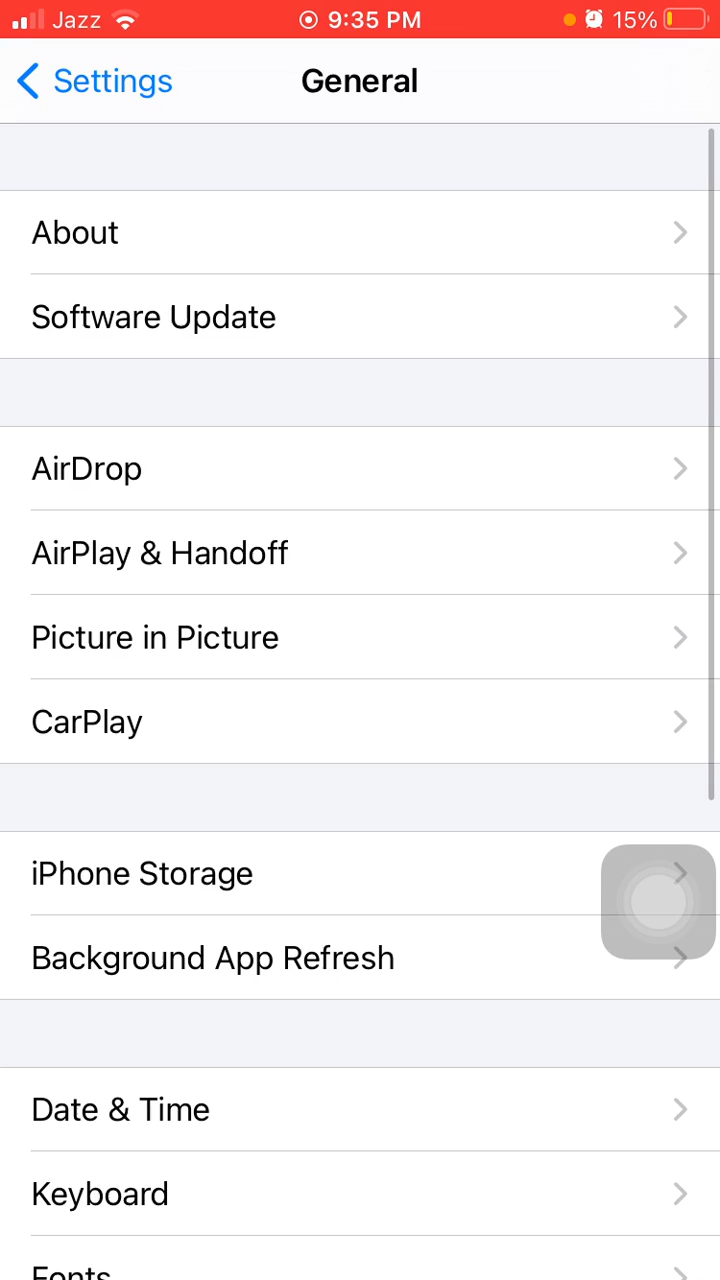 Jazz 9:35 PM 15%
Settings General
About
Software Update
AirDrop
AirPlay & Handoff
Picture in Picture
CarPlay
iPhone Storage
Background App Refresh
Date & Time
Keyboard
Fonts